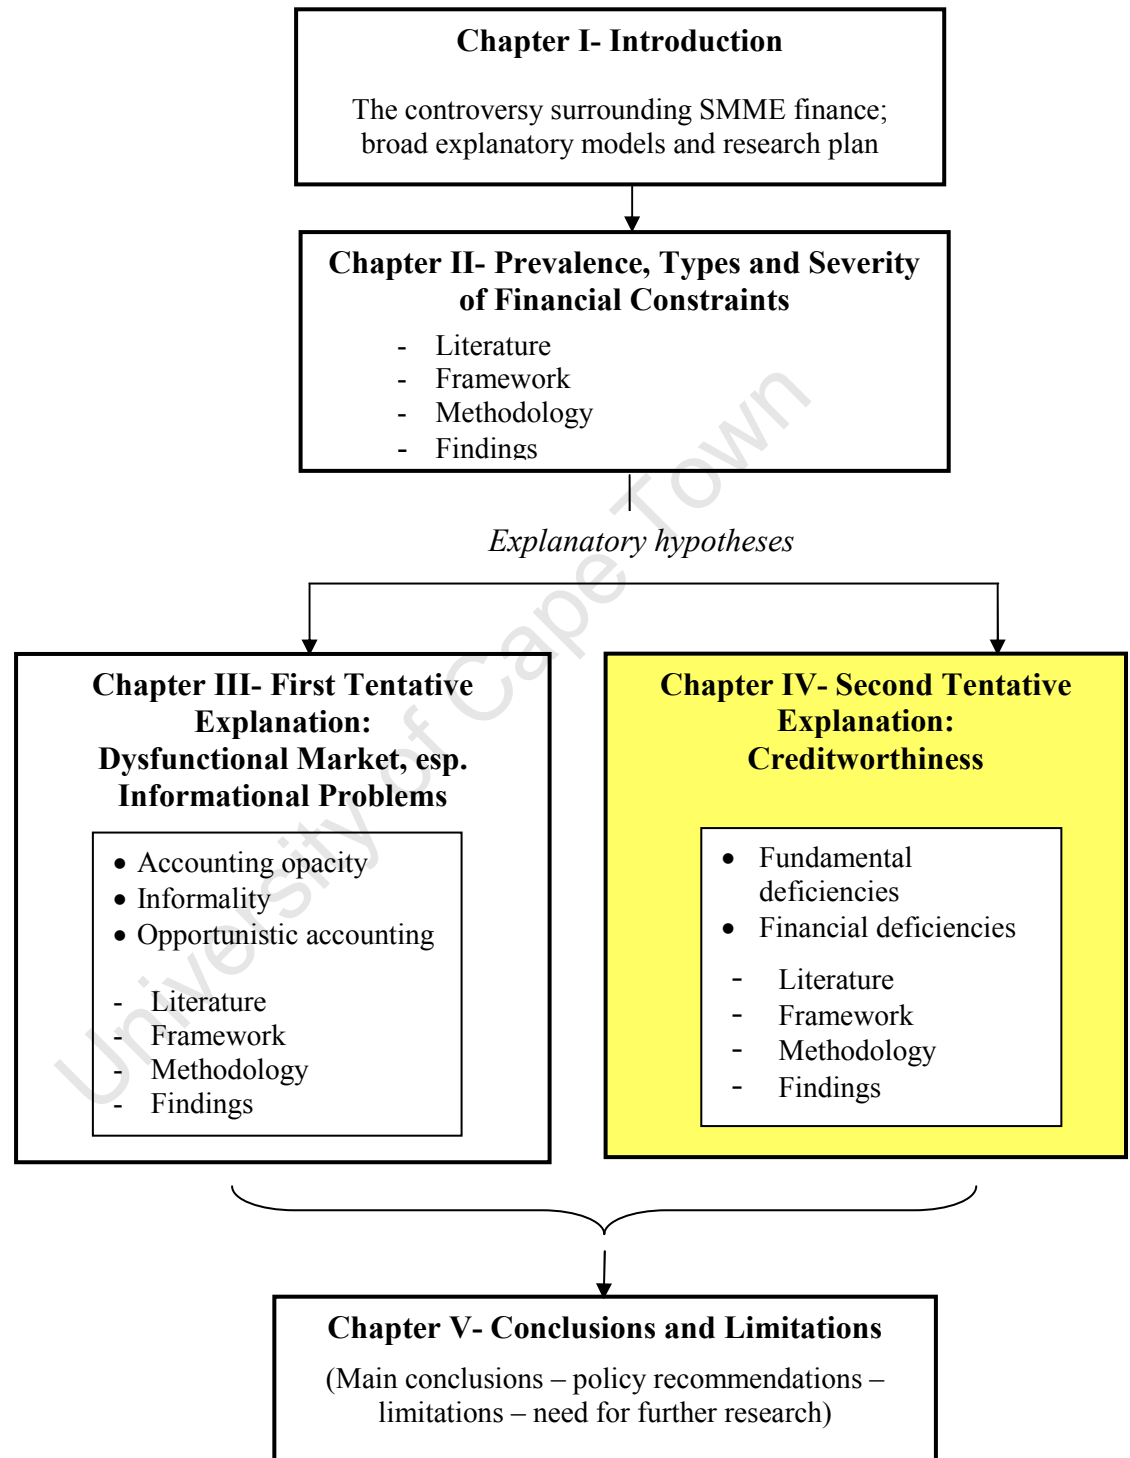 Chapter I- Introduction
The controversy surrounding SMME finance;
broad explanatory models and research plan
Chapter II- Prevalence, Types and Severity
of Financial Constraints
- Literature
- Framework
- Methodology
- Findings
Explanatory hypotheses
Chapter III- First Tentative
Explanation:
Dysfunctional Market, esp.
Informational Problems
• Accounting opacity
• Informality
• Opportunistic accounting
- Literature
- Framework
- Methodology
- Findings
Chapter IV- Second Tentative
Explanation:
Creditworthiness
• Fundamental
deficiencies
• Financial deficiencies
- Literature
- Framework
- Methodology
- Findings
Chapter V- Conclusions and Limitations
(Main conclusions – policy recommendations –
limitations – need for further research)
University of Cape Town